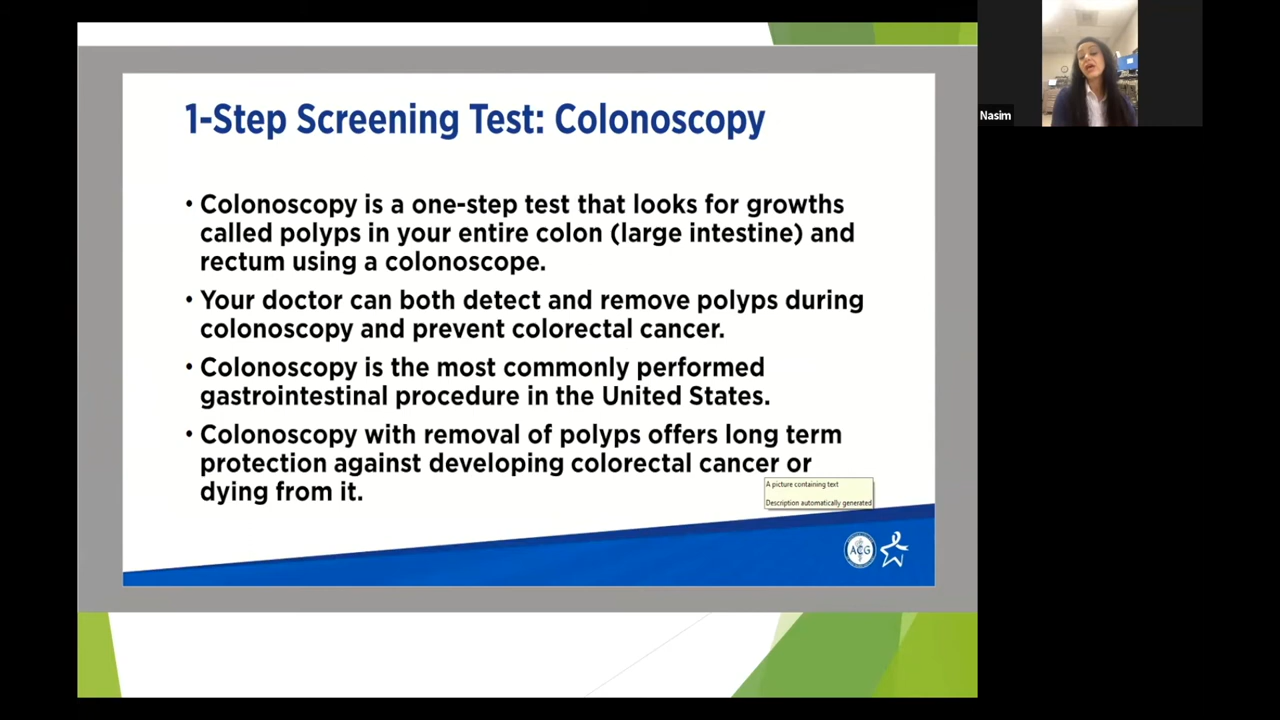 1-Step Screening Test: Colonoscopy
• Colonoscopy is a one-step test that looks for growths
called polyps in your entire colon (large intestine) and
rectum using a colonoscope.
• Your doctor can both detect and remove polyps during
colonoscopy and prevent colorectal cancer.
• Colonoscopy is the most commonly performed
gastrointestinal procedure in the United States.
• Colonoscopy with removal of polyps offers long term
protection against developing colorectal cancer or
dying from it.
A picture containing text
Description automatically generated
ACG
Nasim